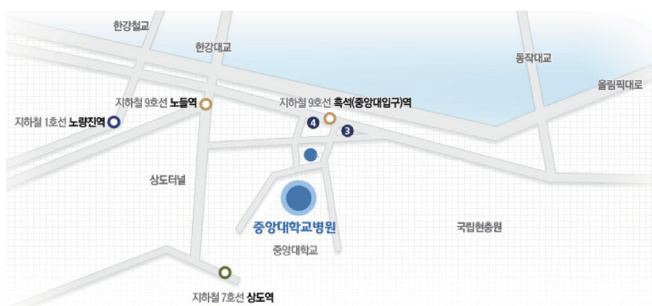 한강철교
한강대교
동작대교
올림픽대로
지하철 9호선 노들역
지하철 9호선 흑석(중앙대입구)역
지하철 1호선 노량진역
4
3
상도터널
중앙대학교병원
중앙대학교
국립현충원
지하철 7호선 상도역